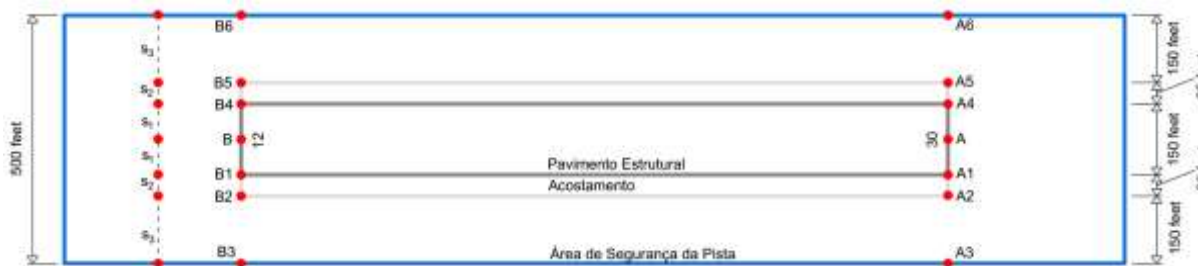 B6
A6
S3
150 feet
B5
A5
S2
B4
A4
S1
500 feet
B
12
30
A
150 feet
S1
Pavimento Estrutural
B1
A1
S2
Acostamento
B2
A2
S3
150 feet
B3
Área de Segurança da Pista
A3